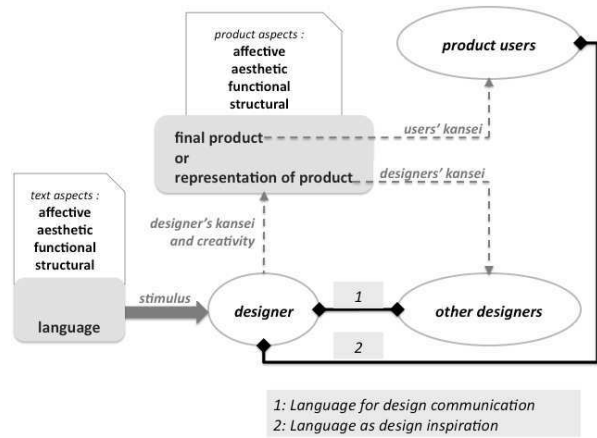 product aspects :
affective
aesthetic
functional
structural
product users
final product
or
representation of product
users' kansei
designers' kansei
text aspects :
affective
aesthetic
functional
structural
language
designer's kansei
and creativity
stimulus
designer
1
other designers
2
1: Language for design communication
2: Language as design inspiration